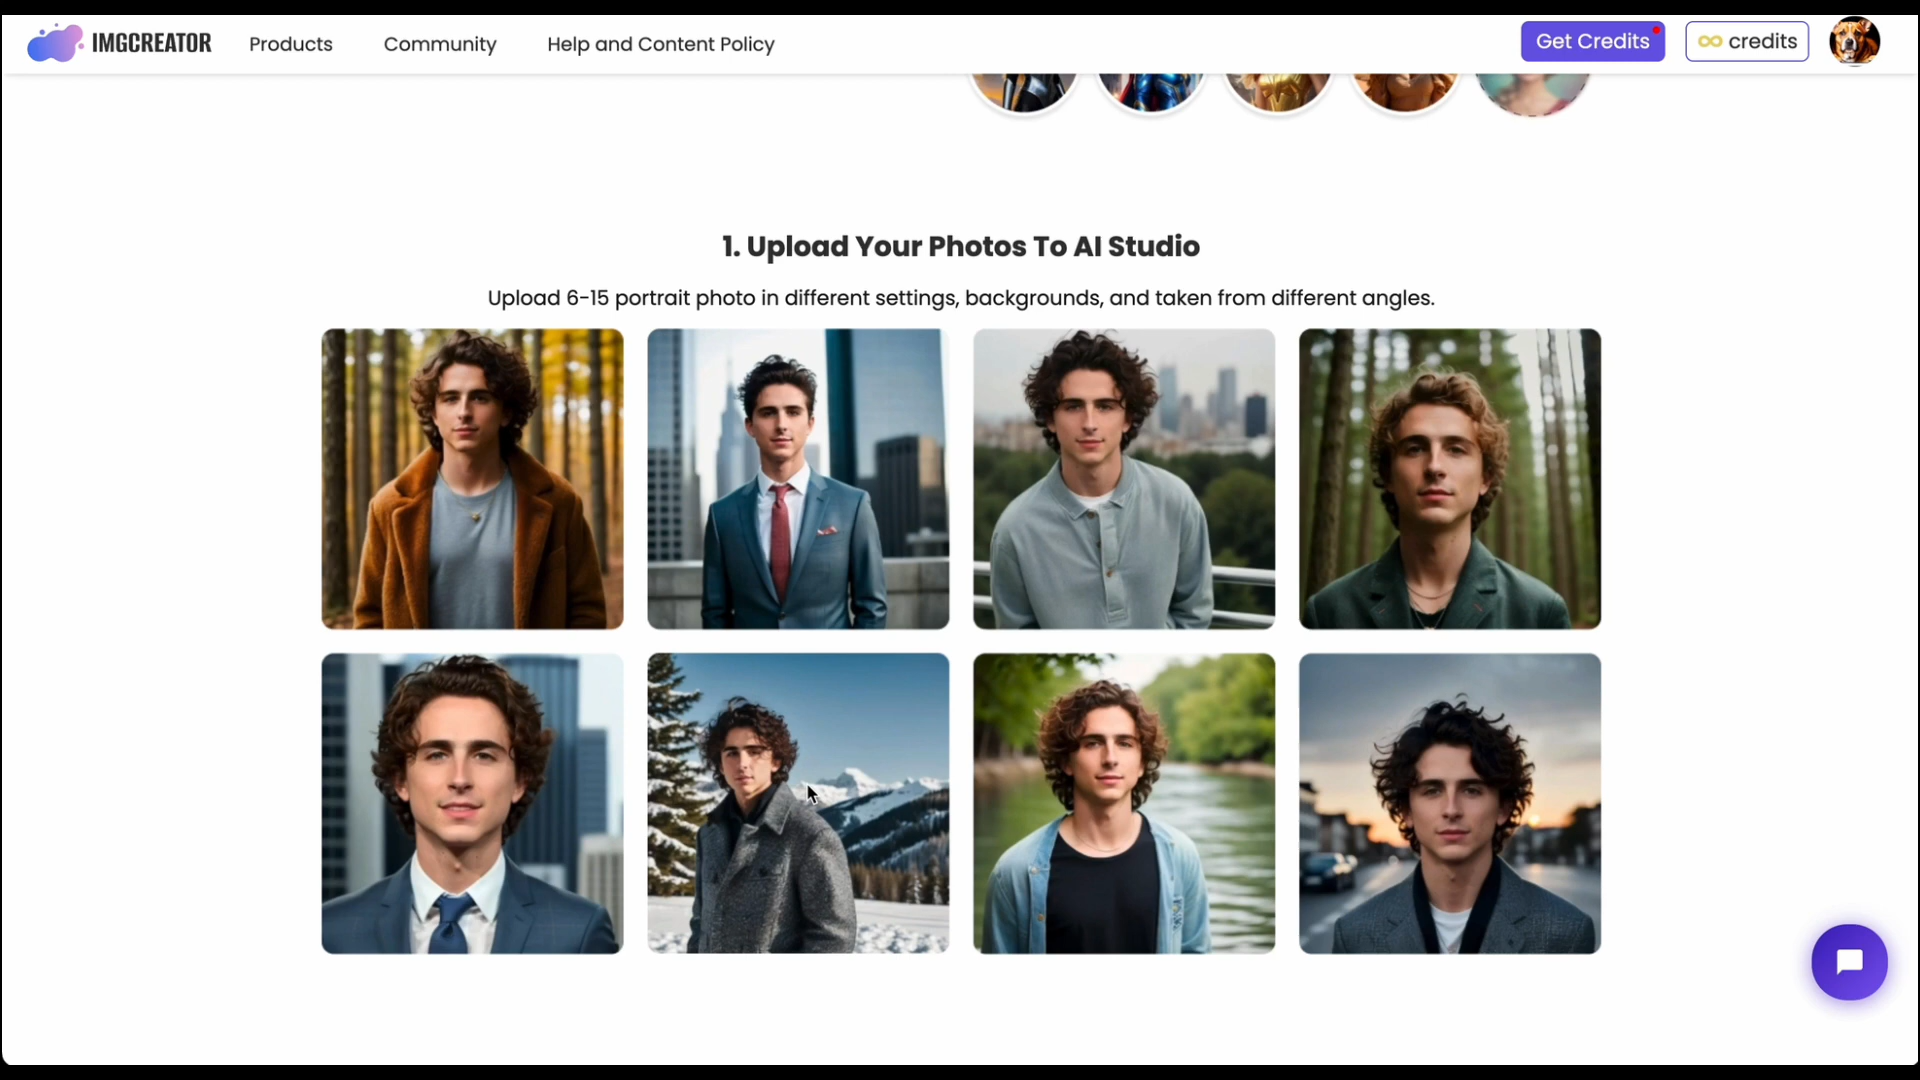 IMGCREATOR
Products
Community
Help and Content Policy
Get Credits
credits
1. Upload Your Photos To AI Studio
Upload 6-15 portrait photo in different settings, backgrounds, and taken from different angles.